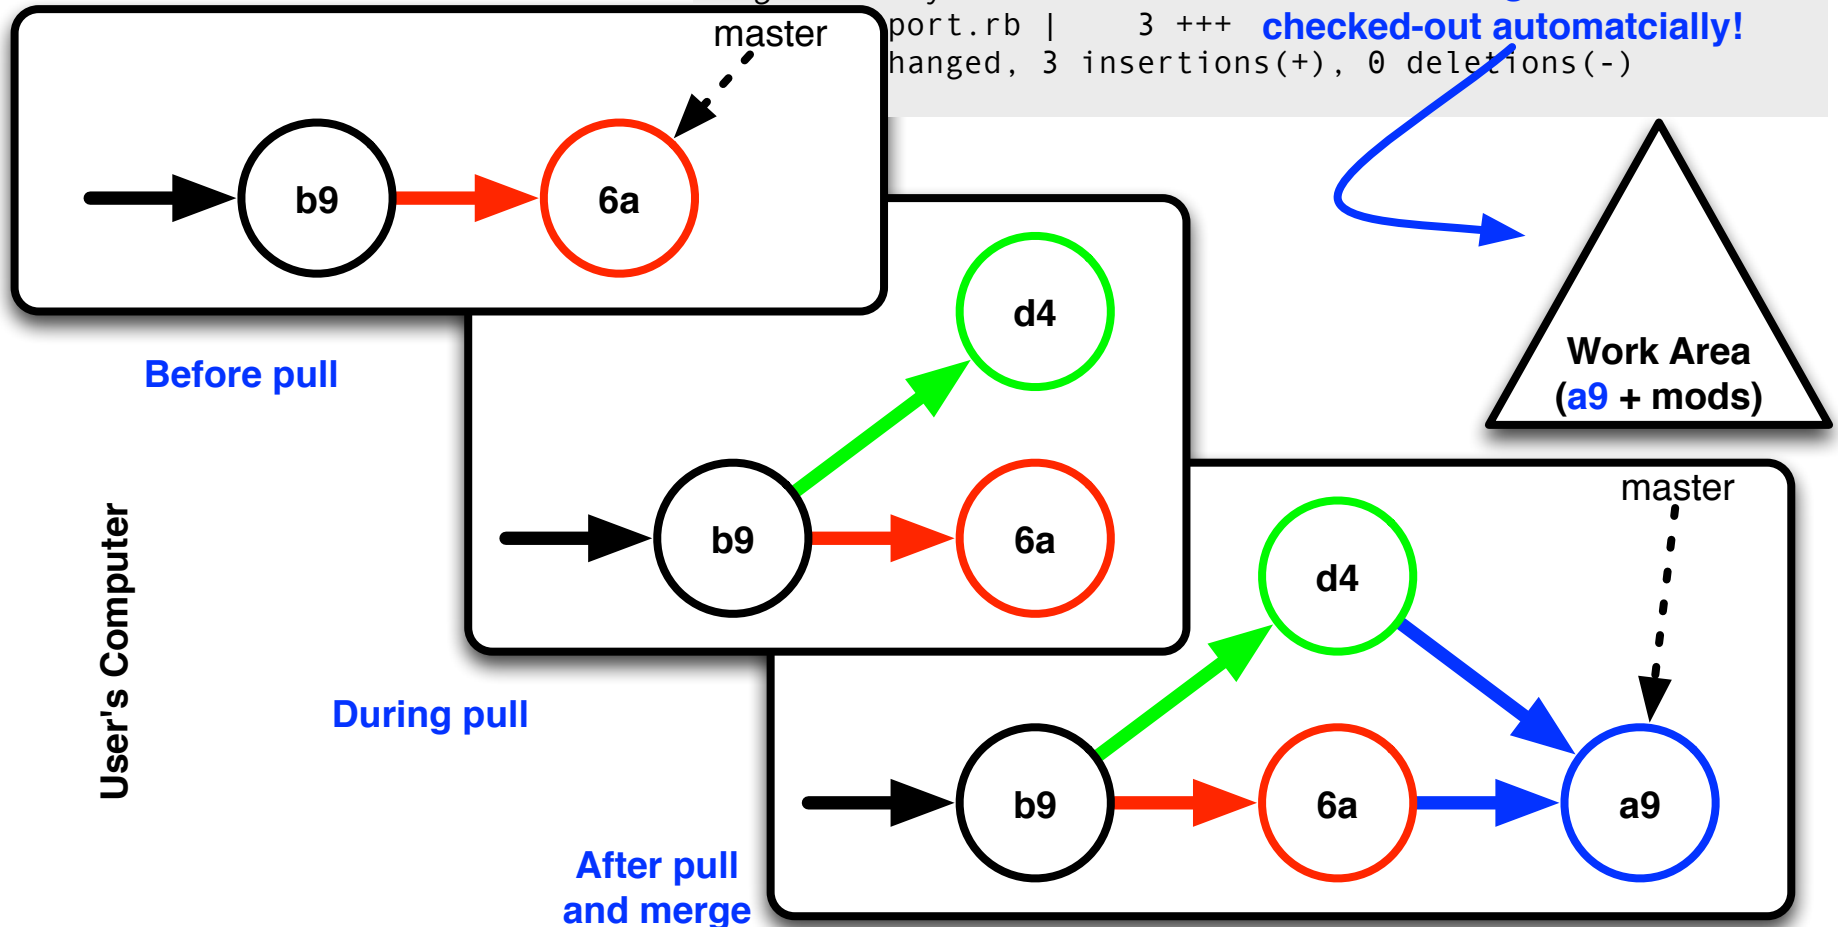 port.rb |    3 +++
checked-out automatcially!
hanged, 3 insertions(+), 0 deletions(-)
master
b9
6a
Before pull
d4
b9
6a
During pull
Work Area
(a9 + mods)
User's Computer
master
d4
b9
6a
a9
After pull
and merge